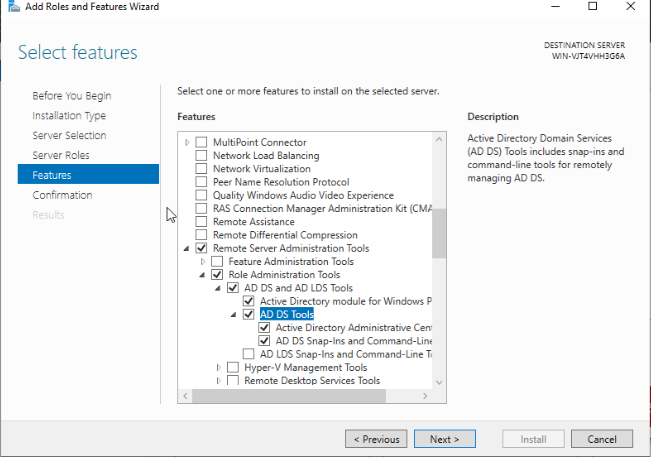 Add Roles and Features Wizard
Select features
DESTINATION SERVER
WIN-VJT4VHH3G6A
Before You Begin
Installation Type
Server Selection
Server Roles
Features
Confirmation
Results
Select one or more features to install on the selected server.
Features
MultiPoint Connector
Network Load Balancing
Network Virtualization
Peer Name Resolution Protocol
Quality Windows Audio Video Experience
RAS Connection Manager Administration Kit (CMA
Remote Assistance
Remote Differential Compression
Remote Server Administration Tools
Feature Administration Tools
Role Administration Tools
AD DS and AD LDS Tools
Active Directory module for Windows P
AD DS Tools
Active Directory Administrative Cen
AD DS Snap-Ins and Command-Line
AD LDS Snap-Ins and Command-Line T
Hyper-V Management Tools
Remote Desktop Services Tools
Description
Active Directory Domain Services
(AD DS) Tools includes snap-ins and
command-line tools for remotely
managing AD DS.
< Previous
Next >
Install
Cancel